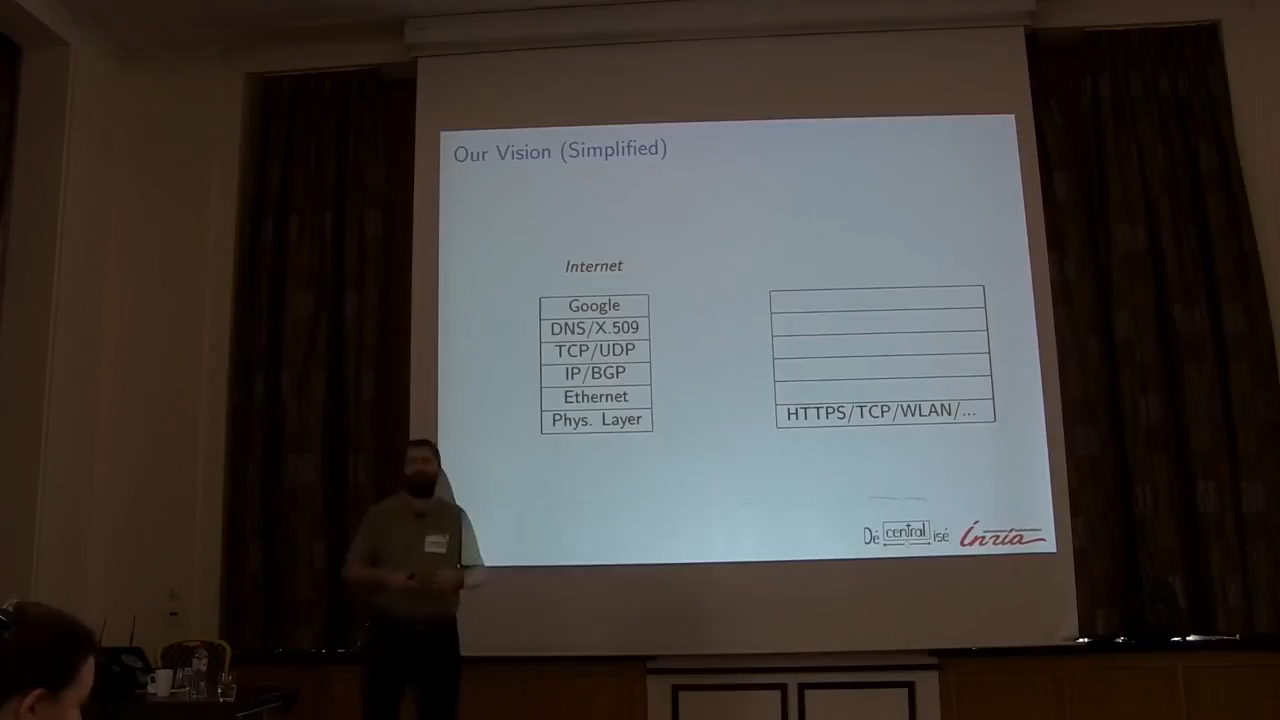 Our Vision (Simplified)
Internet
Google
DNS/X.509
TCP/UDP
IP/BGP
Ethernet
Phys. Layer
HTTPS/TCP/WLAN/...
Dé central isé
Inria